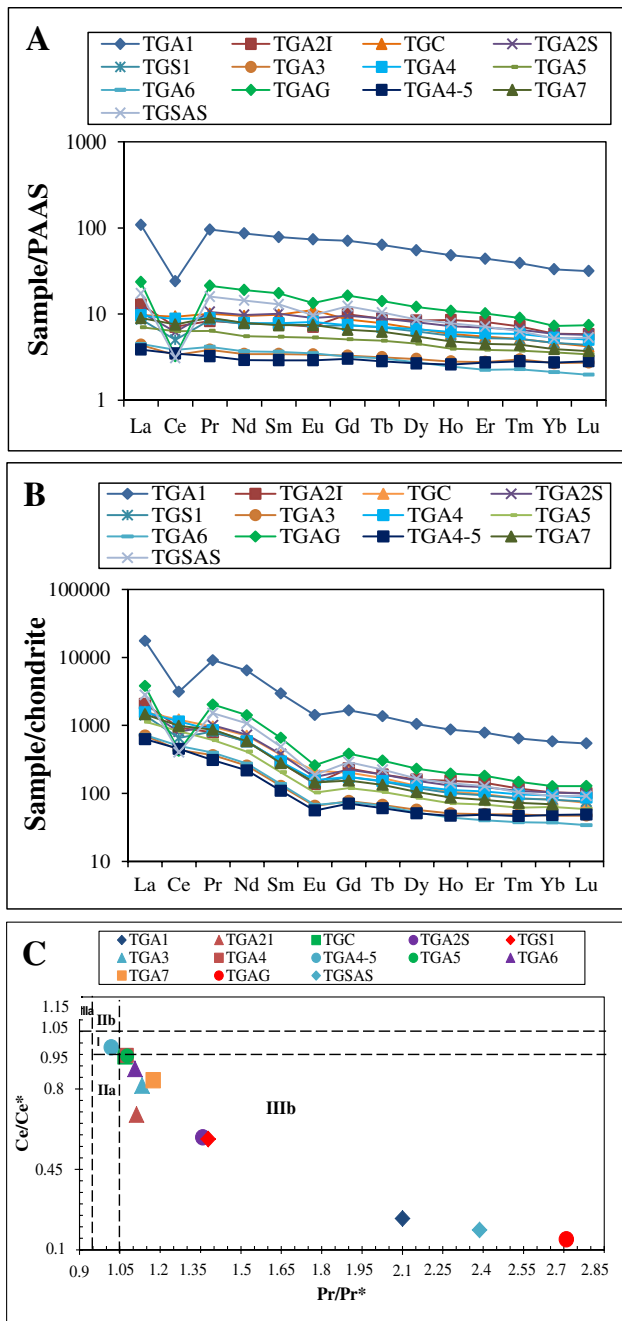 A
TGA1 TGA2I TGC TGA2S
TGS1 TGA3 TGA4 TGA5
TGA6 TGAG TGA4-5 TGA7
TGSAS
Sample/PAAS
1000
100
10
1
La Ce Pr Nd Sm Eu Gd Tb Dy Ho Er Tm Yb Lu
B
TGA1 TGA2I TGC TGA2S
TGS1 TGA3 TGA4 TGA5
TGA6 TGAG TGA4-5 TGA7
TGSAS
Sample/chondrite
100000
10000
1000
100
10
La Ce Pr Nd Sm Eu Gd Tb Dy Ho Er Tm Yb Lu
C
TGA1 TGA21 TGC TGA2S TGS1
TGA3 TGA4 TGA4-5 TGA5 TGA6
TGA7 TGAG TGSAS
Ce/Ce*
1.15
1.05
0.95
0.8
0.45
0.1
IIb
I
IIa
IIIb
0.9 1.05 1.2 1.35 1.5 1.65 1.8 1.95 2.1 2.25 2.4 2.55 2.7 2.85
Pr/Pr*